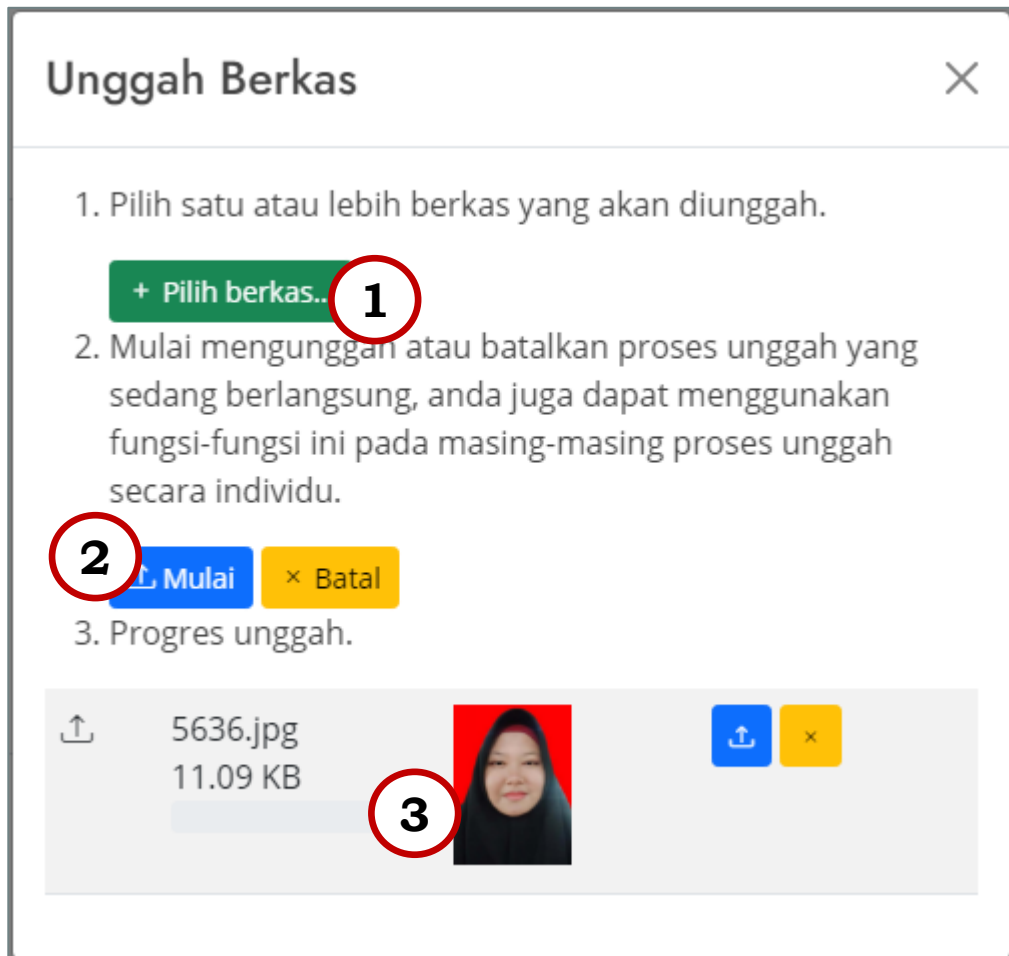 Unggah Berkas
1. Pilih satu atau lebih berkas yang akan diunggah.
+ Pilih berkas..
1
2. Mulai mengunggah atau batalkan proses unggah yang
sedang berlangsung, anda juga dapat menggunakan
fungsi-fungsi ini pada masing-masing proses unggah
secara individu.
2
Mulai
× Batal
3. Progres unggah.
5636.jpg
11.09 KB
3